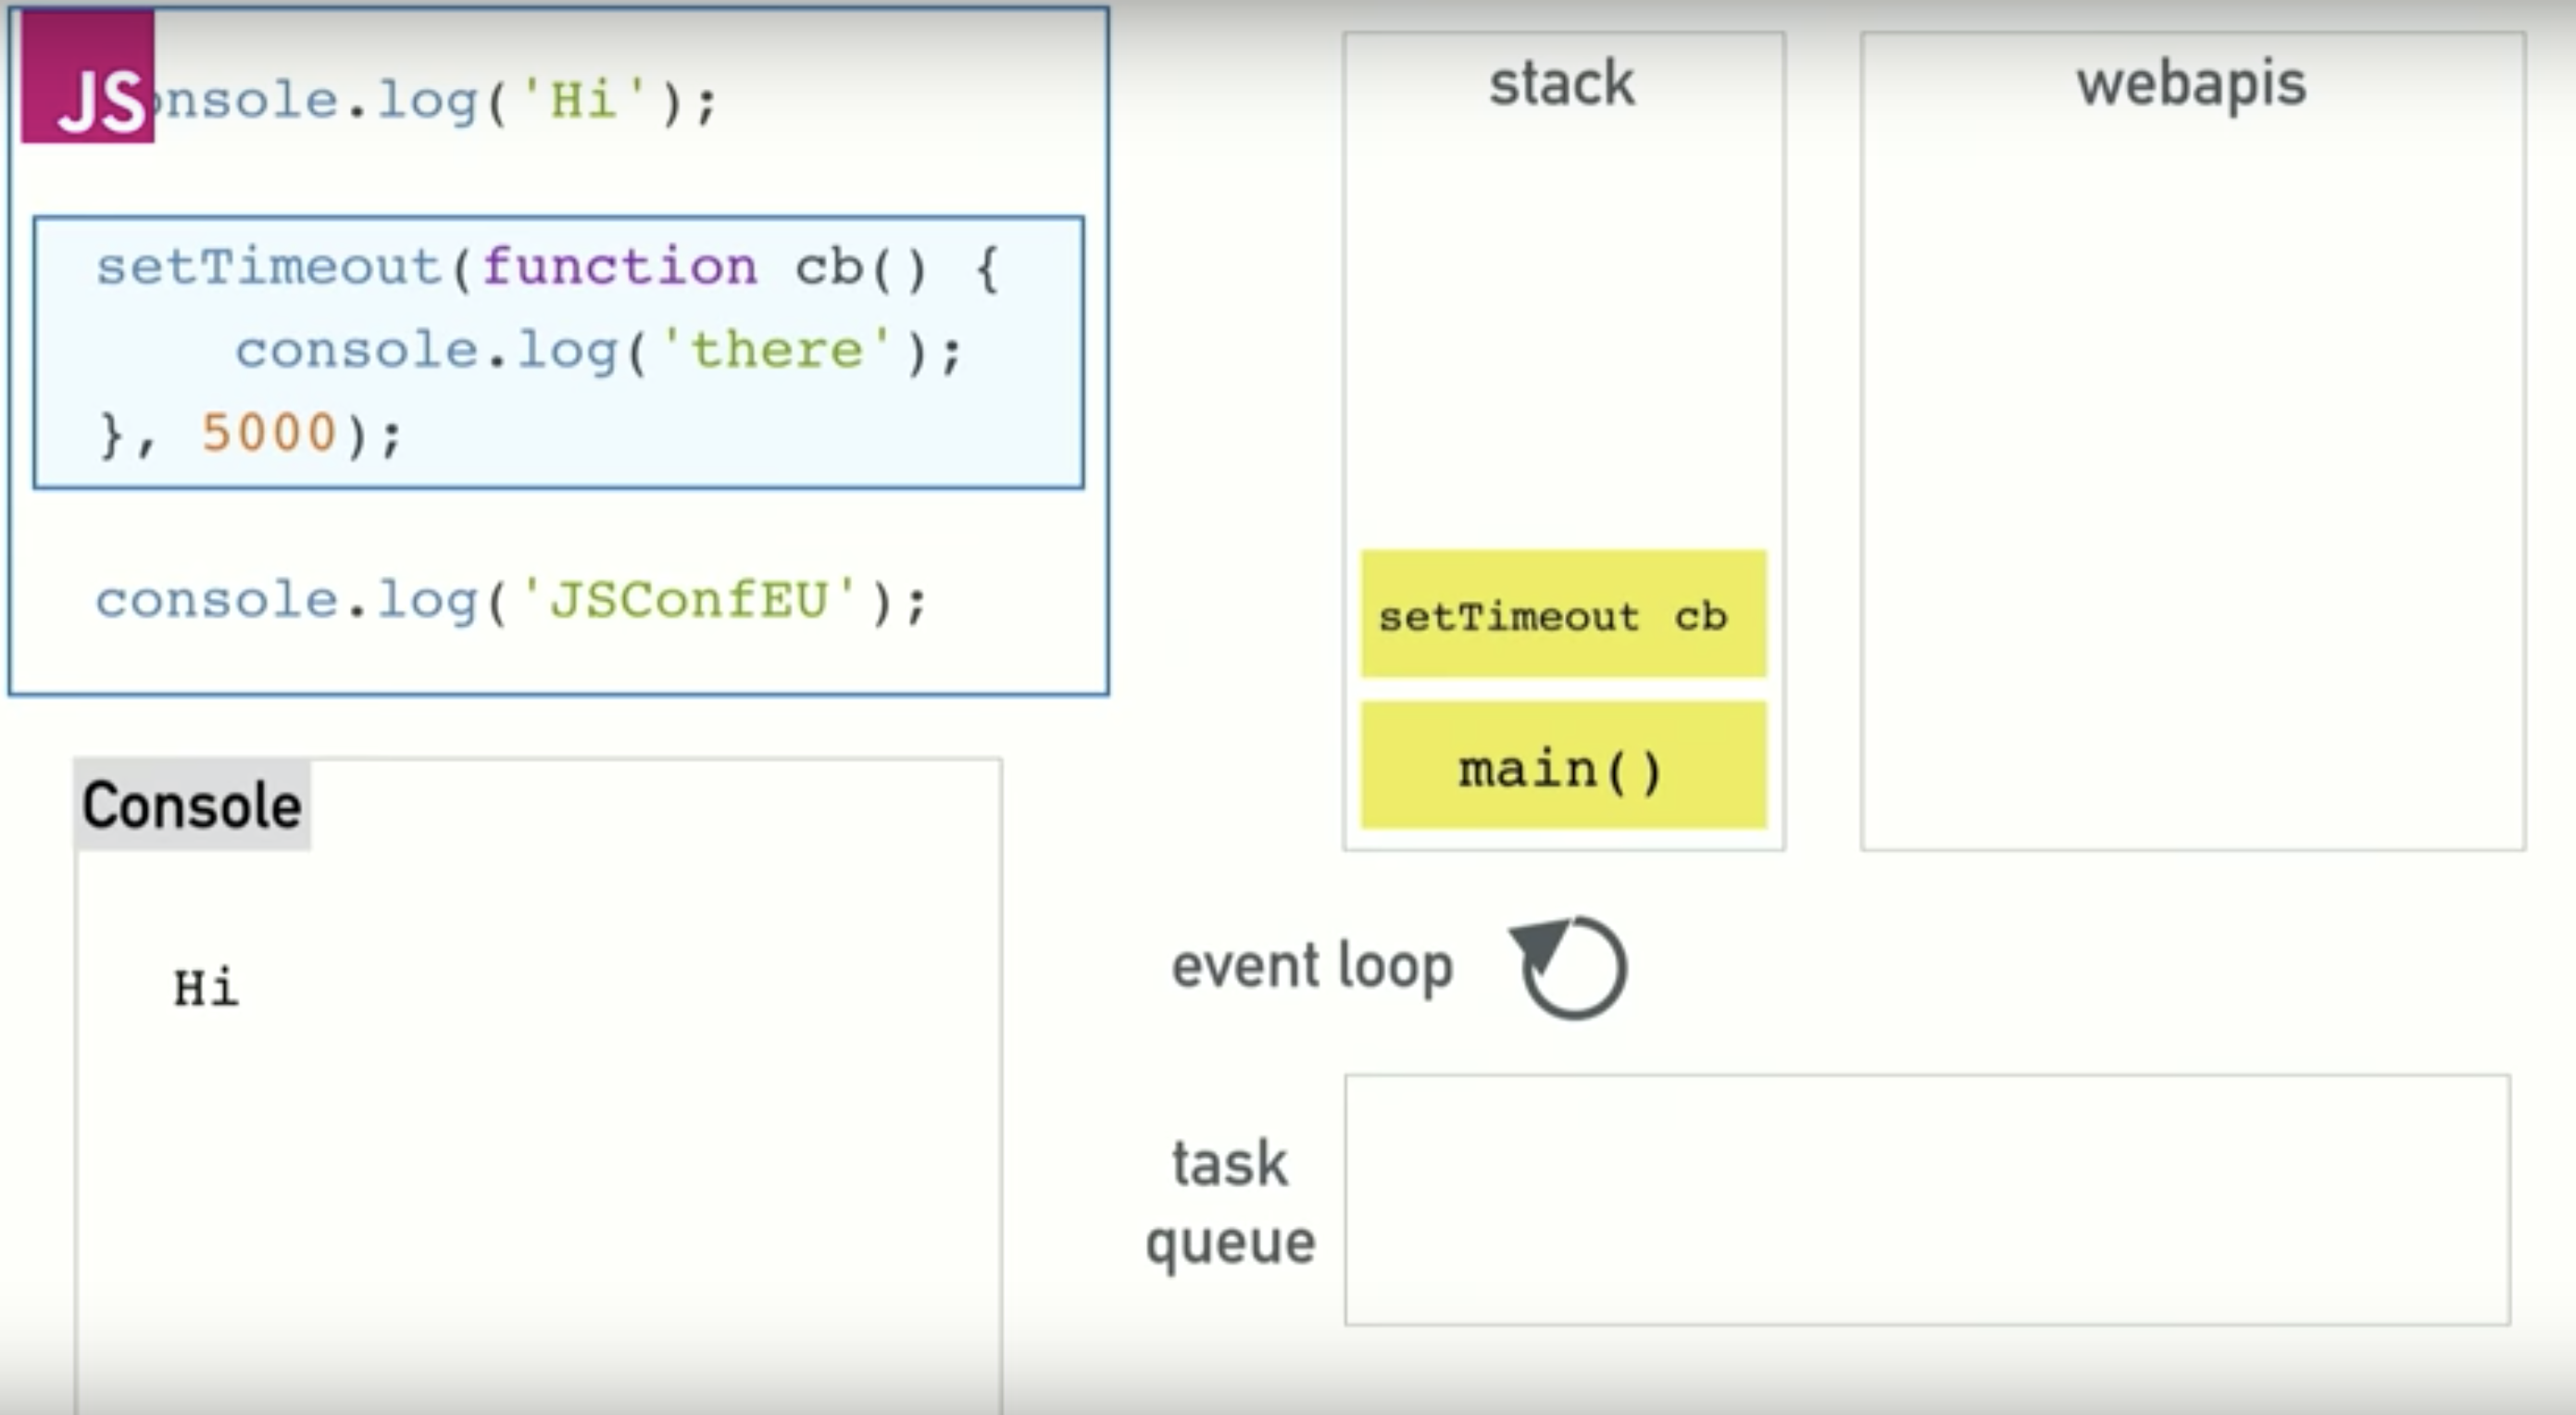 JS
onsole.log('Hi');
setTimeout(function cb() {
console.log('there');
}, 5000);
console.log('JSConfEU');
Console
Hi
stack
setTimeout cb
main()
webapis
event loop
task
queue